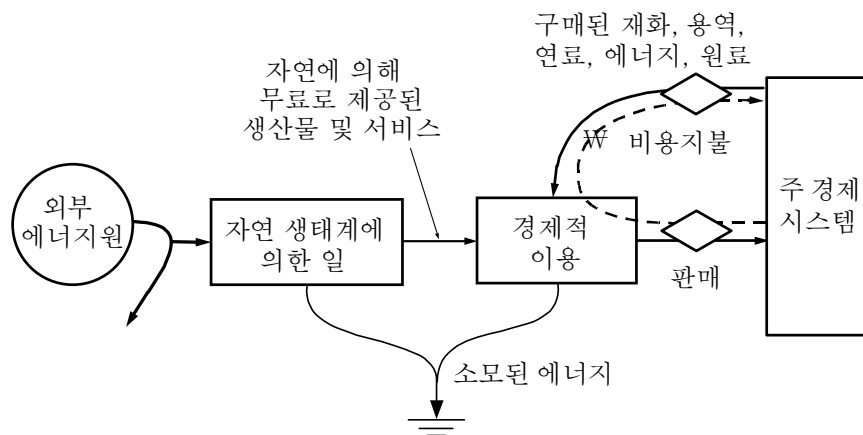 구매된 재화, 용역,
연료, 에너지, 원료
자연에 의해
무료로 제공된
생산물 및 서비스
₩ 비용지불
외부
에너지원
자연 생태계에
의한 일
경제적
이용
주 경제
시스템
판매
소모된 에너지